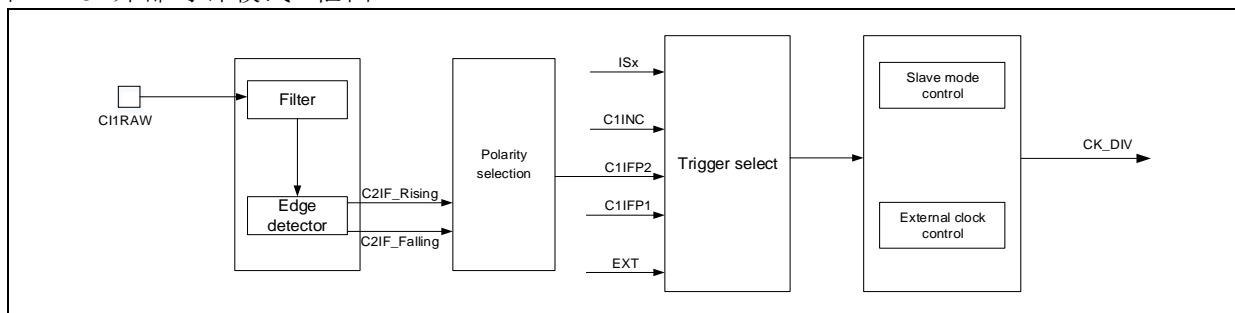 ISx
Slave mode
control
Filter
CI1RAW
C1INC
Polarity
selection
C1IFP2
Trigger select
CK_DIV
C2IF_Rising
Edge
detector
C1IFP1
C2IF_Falling
External clock
control
EXT